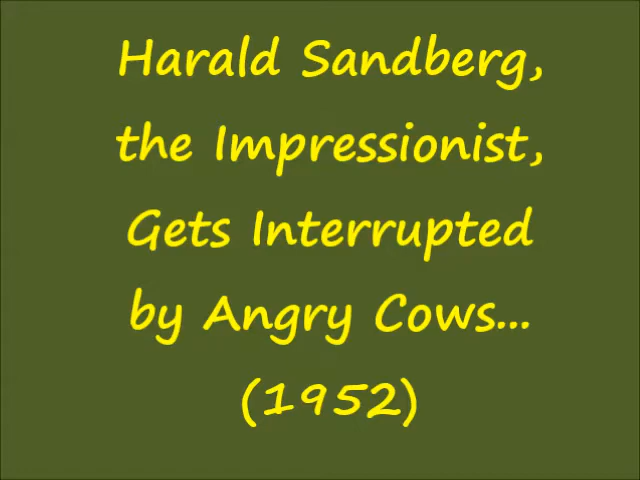 Harald Sandberg,
the Impressionist,
Gets Interrupted
by Angry Cows...
(1952)